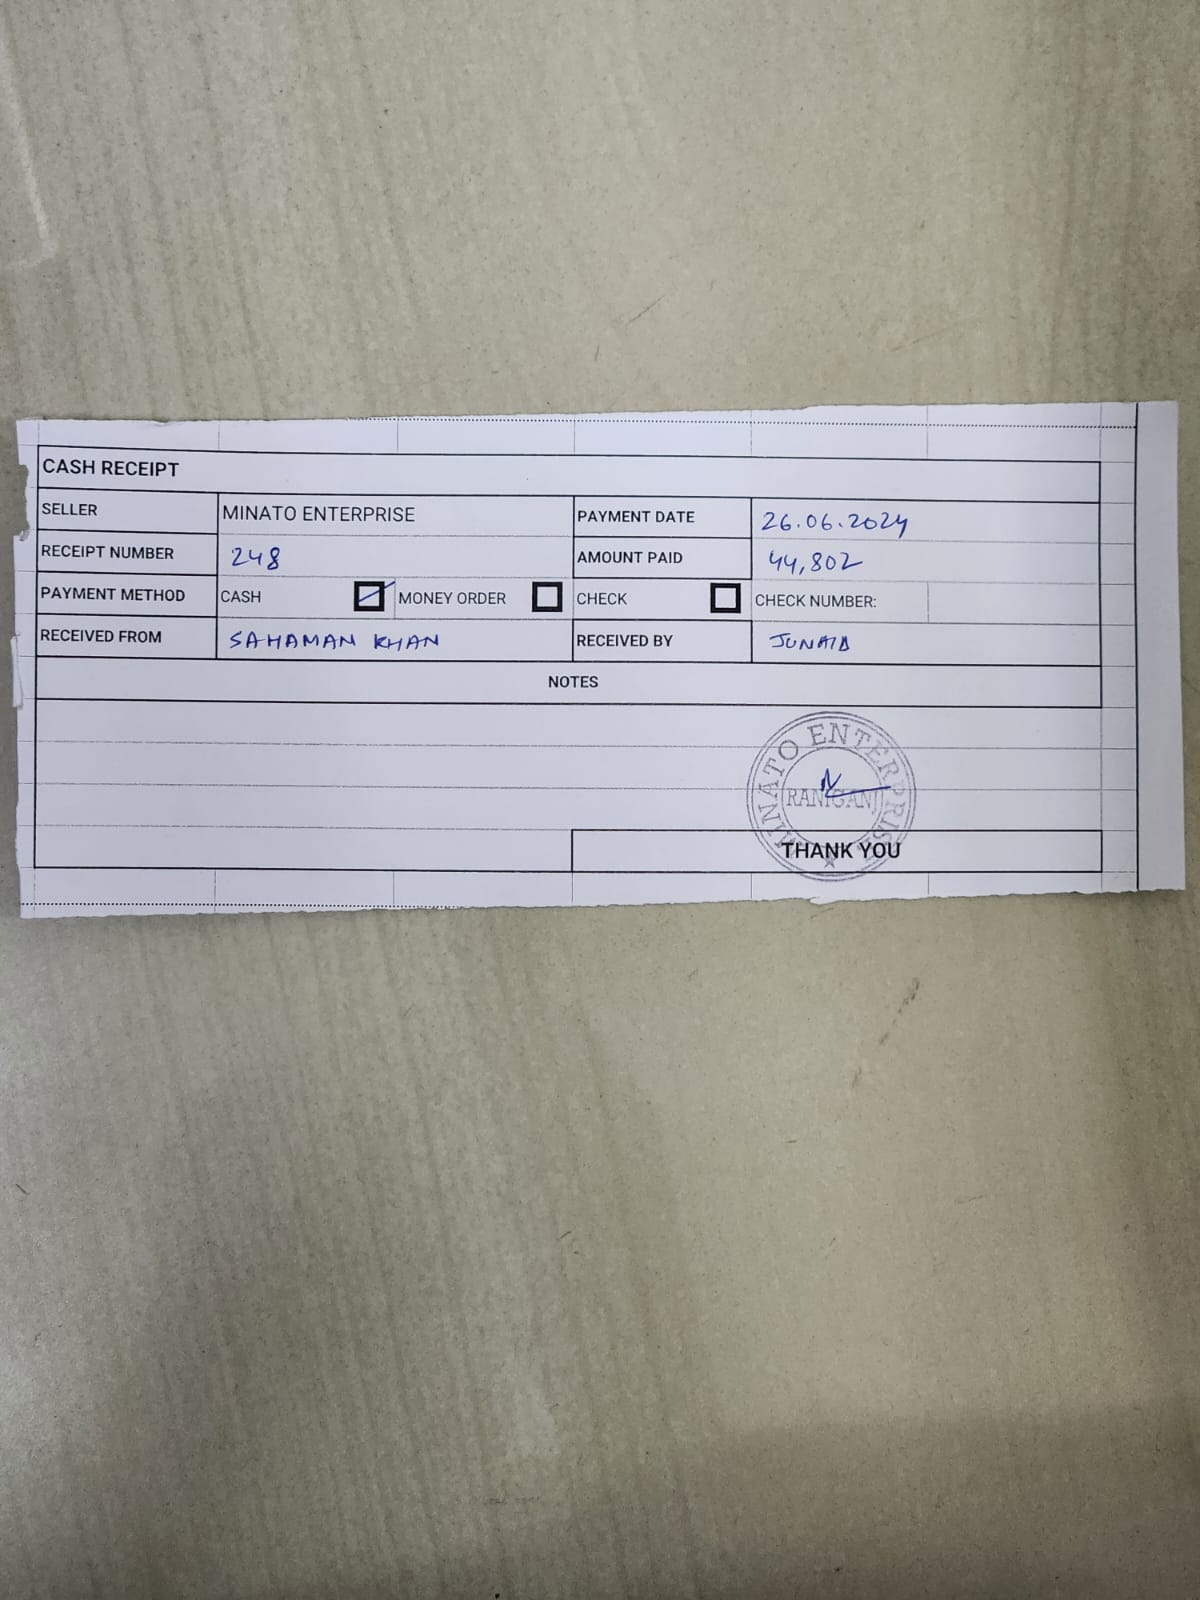 CASH RECEIPT
SELLER MINATO ENTERPRISE PAYMENT DATE 26.06.2024
RECEIPT NUMBER 248 AMOUNT PAID 44,802
PAYMENT METHOD CASH MONEY ORDER CHECK CHECK NUMBER:
RECEIVED FROM SAHAMAN KHAN RECEIVED BY JUNAID
NOTES
MINATO ENTERPRISE
RANIGANJ
THANK YOU